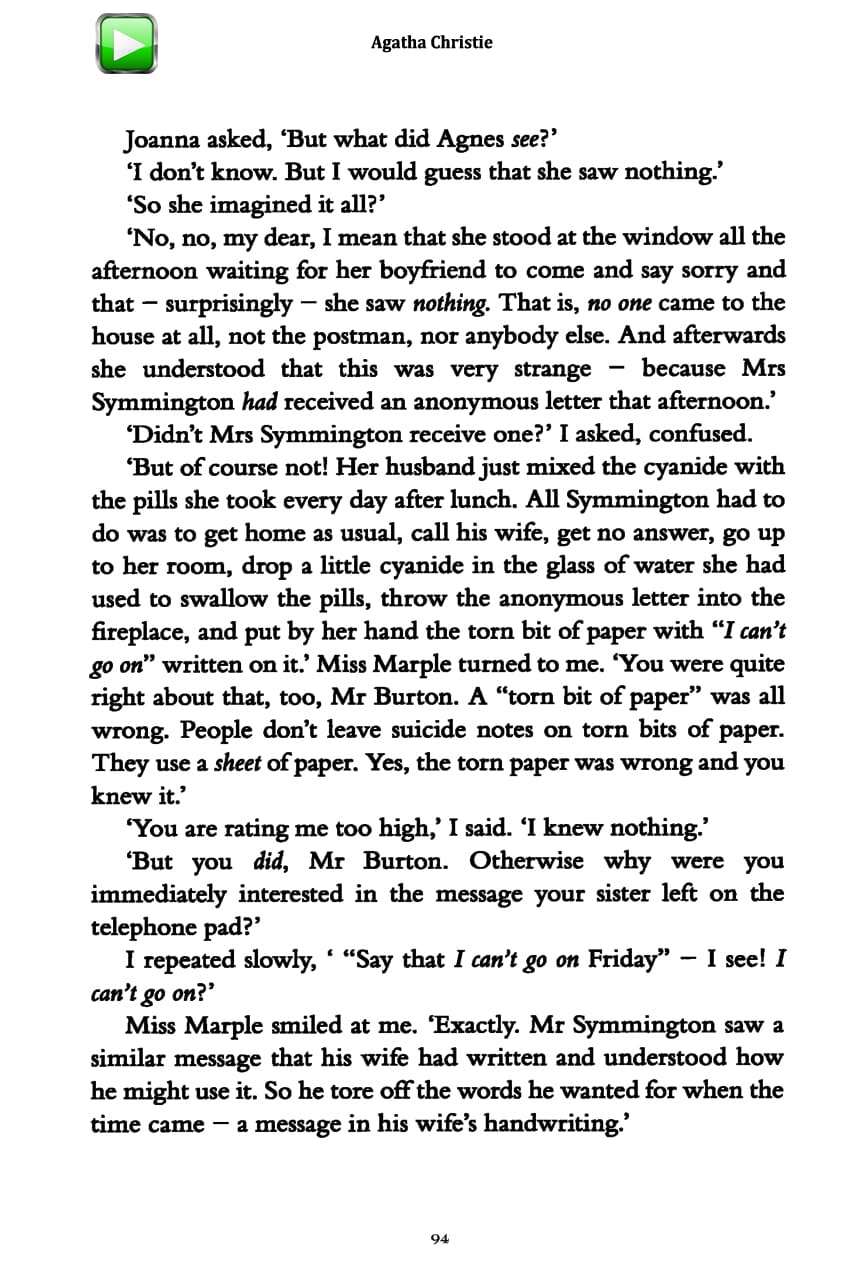 Agatha Christie
Joanna asked, ‘But what did Agnes see?’
‘I don’t know. But I would guess that she saw nothing.’
‘So she imagined it all?’
‘No, no, my dear, I mean that she stood at the window all the
afternoon waiting for her boyfriend to come and say sorry and
that – surprisingly – she saw nothing. That is, no one came to the
house at all, not the postman, nor anybody else. And afterwards
she understood that this was very strange – because Mrs
Symmington had received an anonymous letter that afternoon.’
‘Didn’t Mrs Symmington receive one?’ I asked, confused.
‘But of course not! Her husband just mixed the cyanide with
the pills she took every day after lunch. All Symmington had to
do was to get home as usual, call his wife, get no answer, go up
to her room, drop a little cyanide in the glass of water she had
used to swallow the pills, throw the anonymous letter into the
fireplace, and put by her hand the torn bit of paper with “I can’t
go on” written on it.’ Miss Marple turned to me. ‘You were quite
right about that, too, Mr Burton. A “torn bit of paper” was all
wrong. People don’t leave suicide notes on torn bits of paper.
They use a sheet of paper. Yes, the torn paper was wrong and you
knew it.’
‘You are rating me too high,’ I said. ‘I knew nothing.’
‘But you did, Mr Burton. Otherwise why were you
immediately interested in the message your sister left on the
telephone pad?’
I repeated slowly, ‘ “Say that I can’t go on Friday” – I see! I
can’t go on?’
Miss Marple smiled at me. ‘Exactly. Mr Symmington saw a
similar message that his wife had written and understood how
he might use it. So he tore off the words he wanted for when the
time came – a message in his wife’s handwriting.’
94